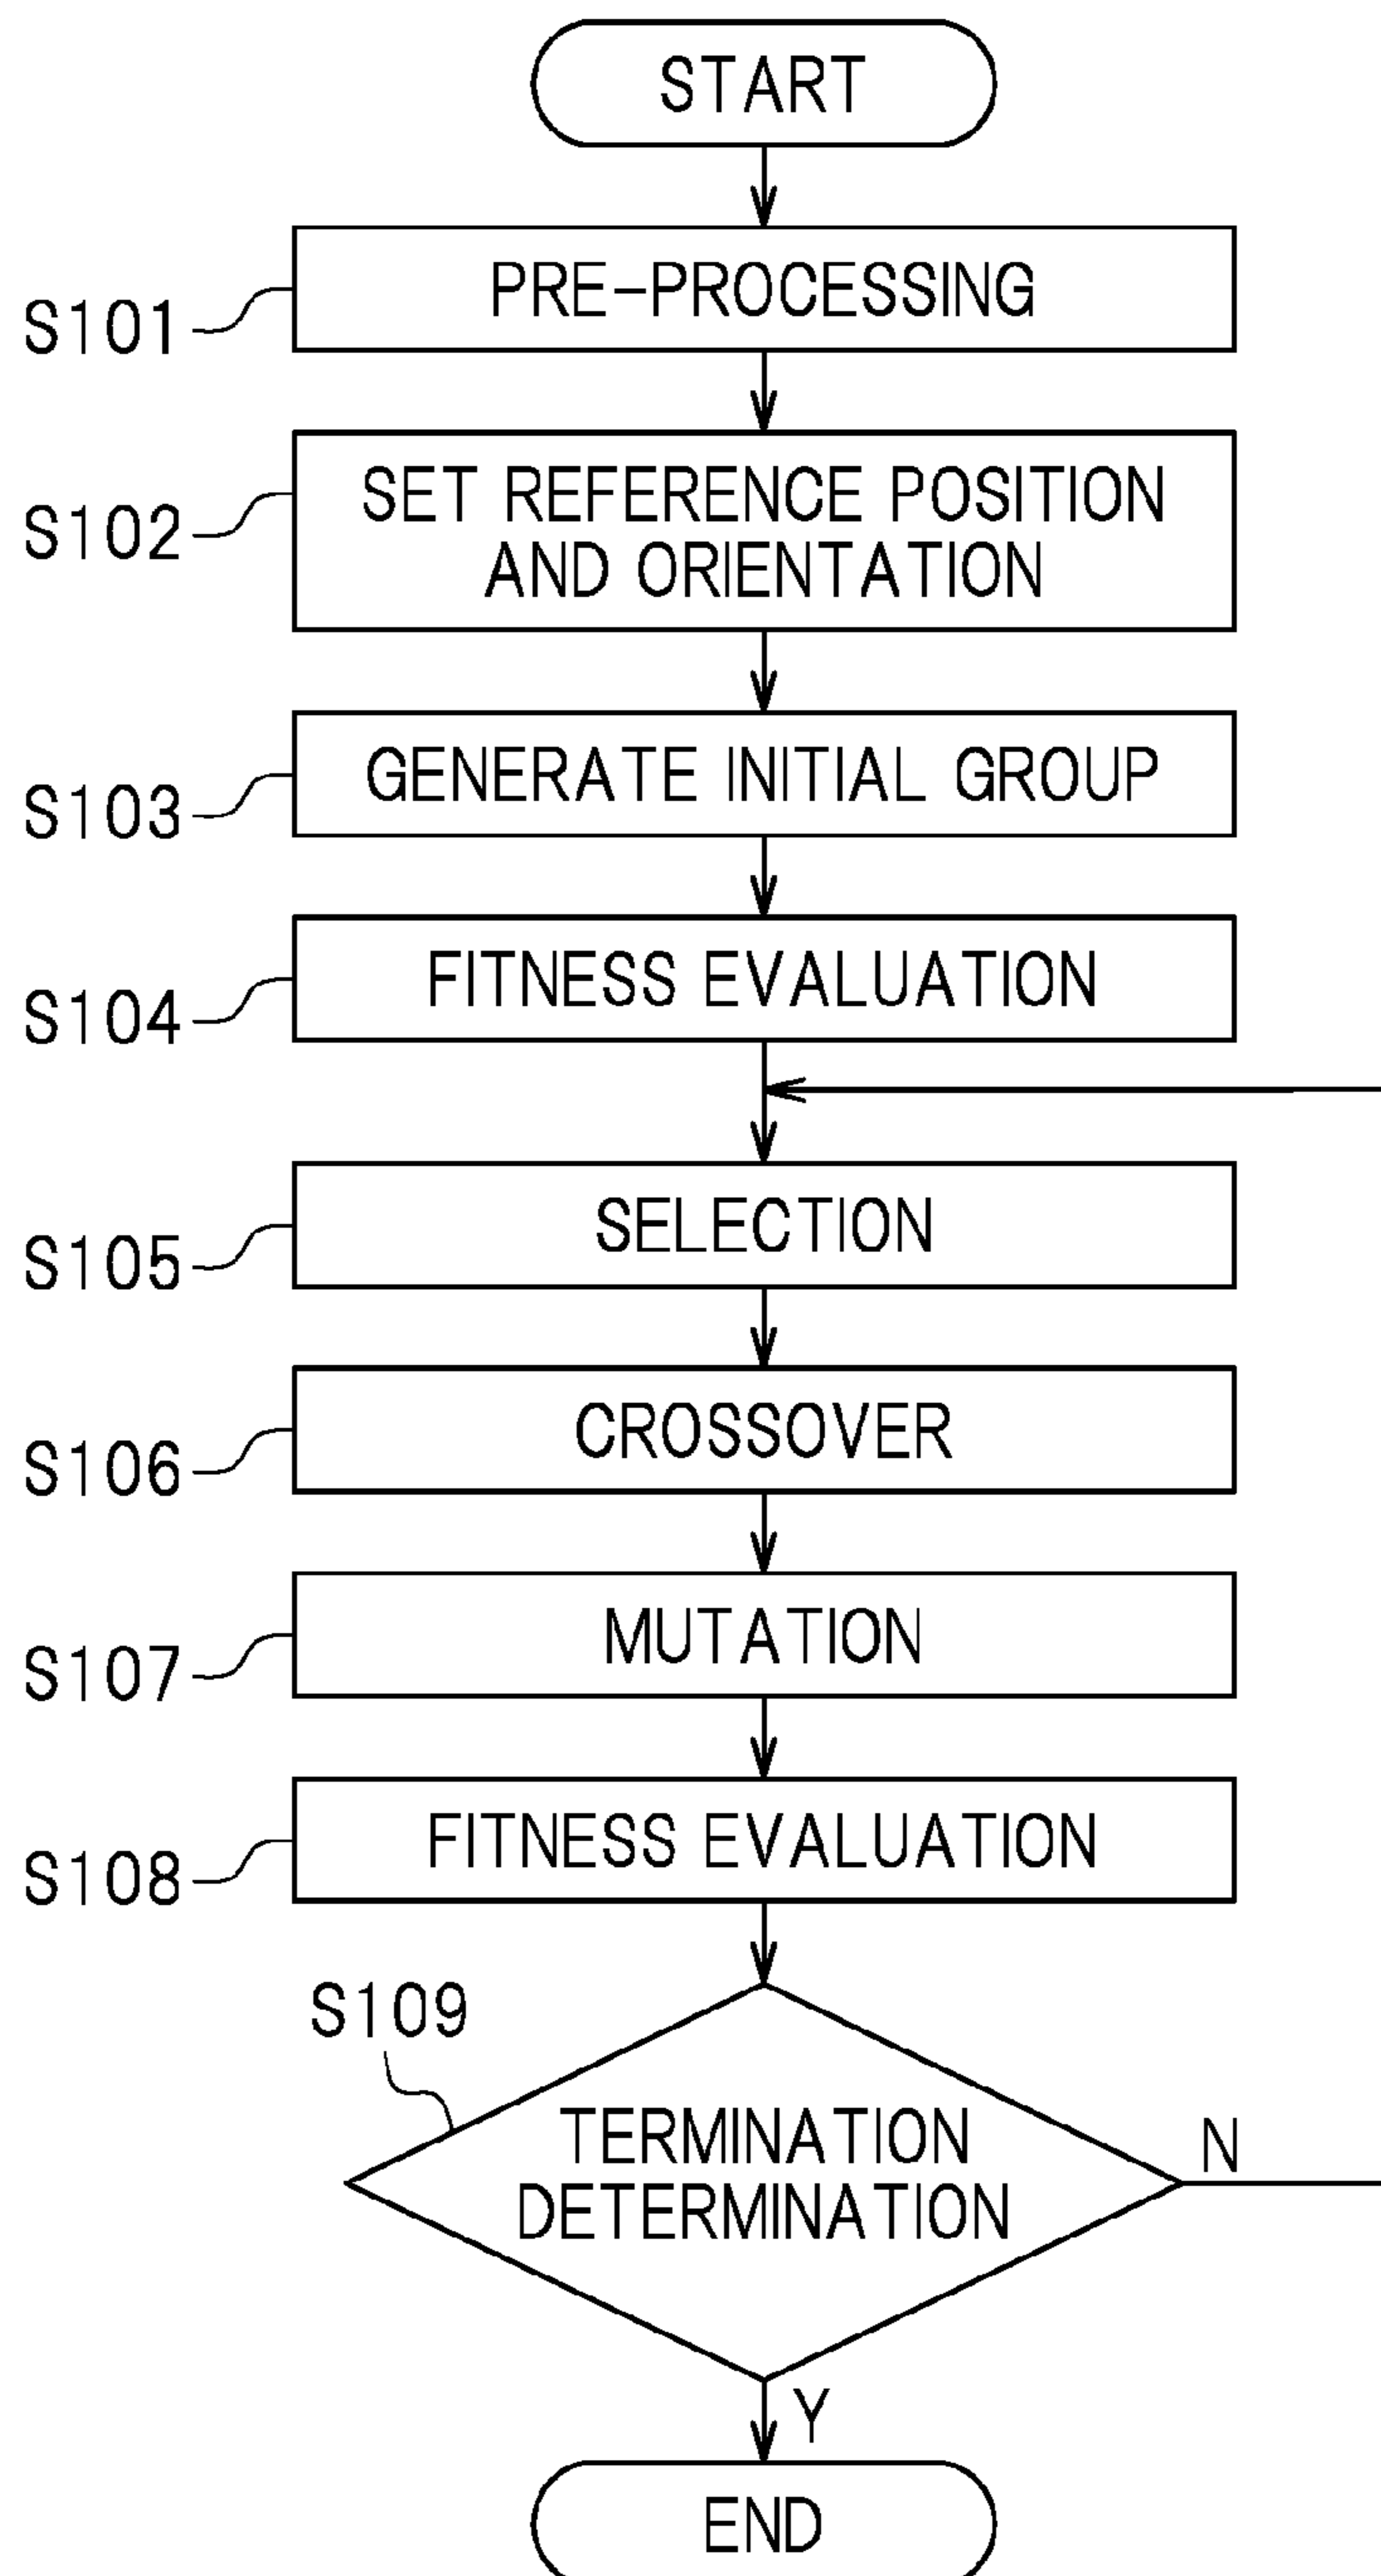 START
S101
PRE-PROCESSING
S102
SET REFERENCE POSITION
AND ORIENTATION
S103
GENERATE INITIAL GROUP
S104
FITNESS EVALUATION
S105
SELECTION
S106
CROSSOVER
S107
MUTATION
S108
FITNESS EVALUATION
S109
TERMINATION
DETERMINATION
N
Y
END